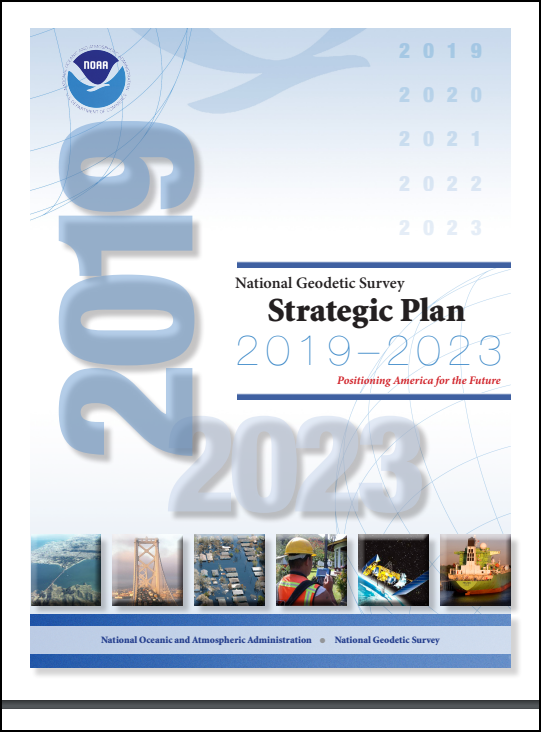 NOAA
2019
2020
2021
2022
2023
2019
National Geodetic Survey
Strategic Plan
2019–2023
Positioning America for the Future
2023
National Oceanic and Atmospheric Administration • National Geodetic Survey